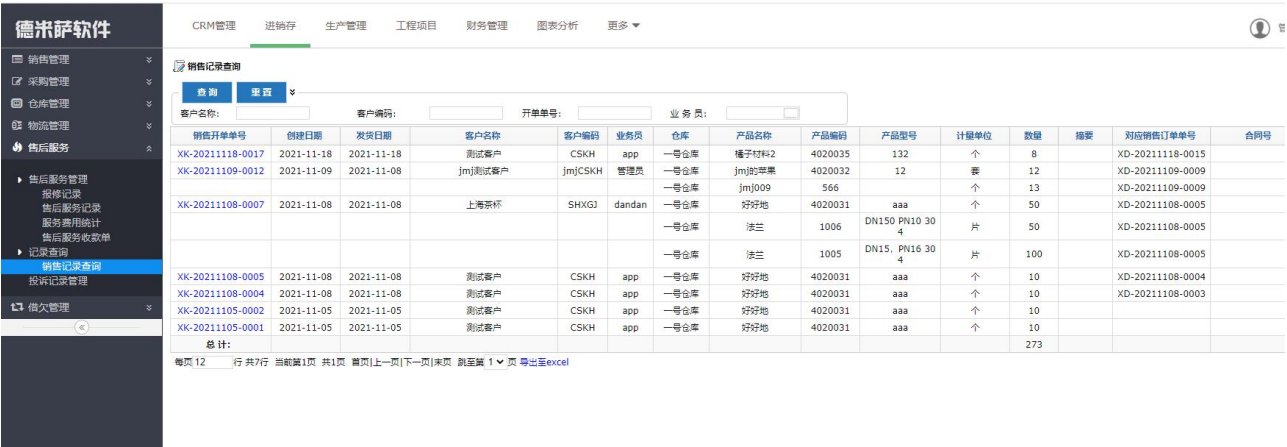 德米萨软件
CRM管理 进销存 生产管理 工程项目 财务管理 图表分析 更多
销售管理
采购管理
仓库管理
物流管理
售后服务
售后服务管理
报修记录
售后服务记录
服务费用统计
售后服务收款单
记录查询
销售记录查询
投诉记录管理
借欠管理
销售记录查询
查询 重置
客户名称: 客户编码: 开单单号: 业务员:
销售开单单号 创建日期 发货日期 客户名称 客户编码 业务员 仓库 产品名称 产品编码 产品型号 计量单位 数量 摘要 对应销售订单单号 合同号
XK-20211118-0017 2021-11-18 2021-11-18 测试客户 CSKH app 一号仓库 橘子材料2 4020035 132 个 8 XD-20211118-0015
XK-20211109-0012 2021-11-09 2021-11-09 jmj测试客户 jmjCSKH 管理员 一号仓库 jmj的苹果 4020032 12 套 12 XD-20211109-0009
一号仓库 jmj009 566 个 13 XD-20211109-0009
XK-20211108-0007 2021-11-08 2021-11-08 上海茶杯 SHXGJ dandan 一号仓库 好好地 4020031 aaa 个 50 XD-20211108-0005
一号仓库 法兰 1006 DN150 PN10 304 片 50 XD-20211108-0005
一号仓库 法兰 1005 DN15, PN16 304 片 100 XD-20211108-0005
XK-20211108-0005 2021-11-08 2021-11-08 测试客户 CSKH app 一号仓库 好好地 4020031 aaa 个 10 XD-20211108-0004
XK-20211108-0004 2021-11-08 2021-11-08 测试客户 CSKH app 一号仓库 好好地 4020031 aaa 个 10 XD-20211108-0003
XK-20211105-0002 2021-11-05 2021-11-05 测试客户 CSKH app 一号仓库 好好地 4020031 aaa 个 10
XK-20211105-0001 2021-11-05 2021-11-05 测试客户 CSKH app 一号仓库 好好地 4020031 aaa 个 10
总计: 273
每页 12 行 共7行 当前第1页 共1页 首页|上一页|下一页|末页 跳至第 1 页 导出至excel